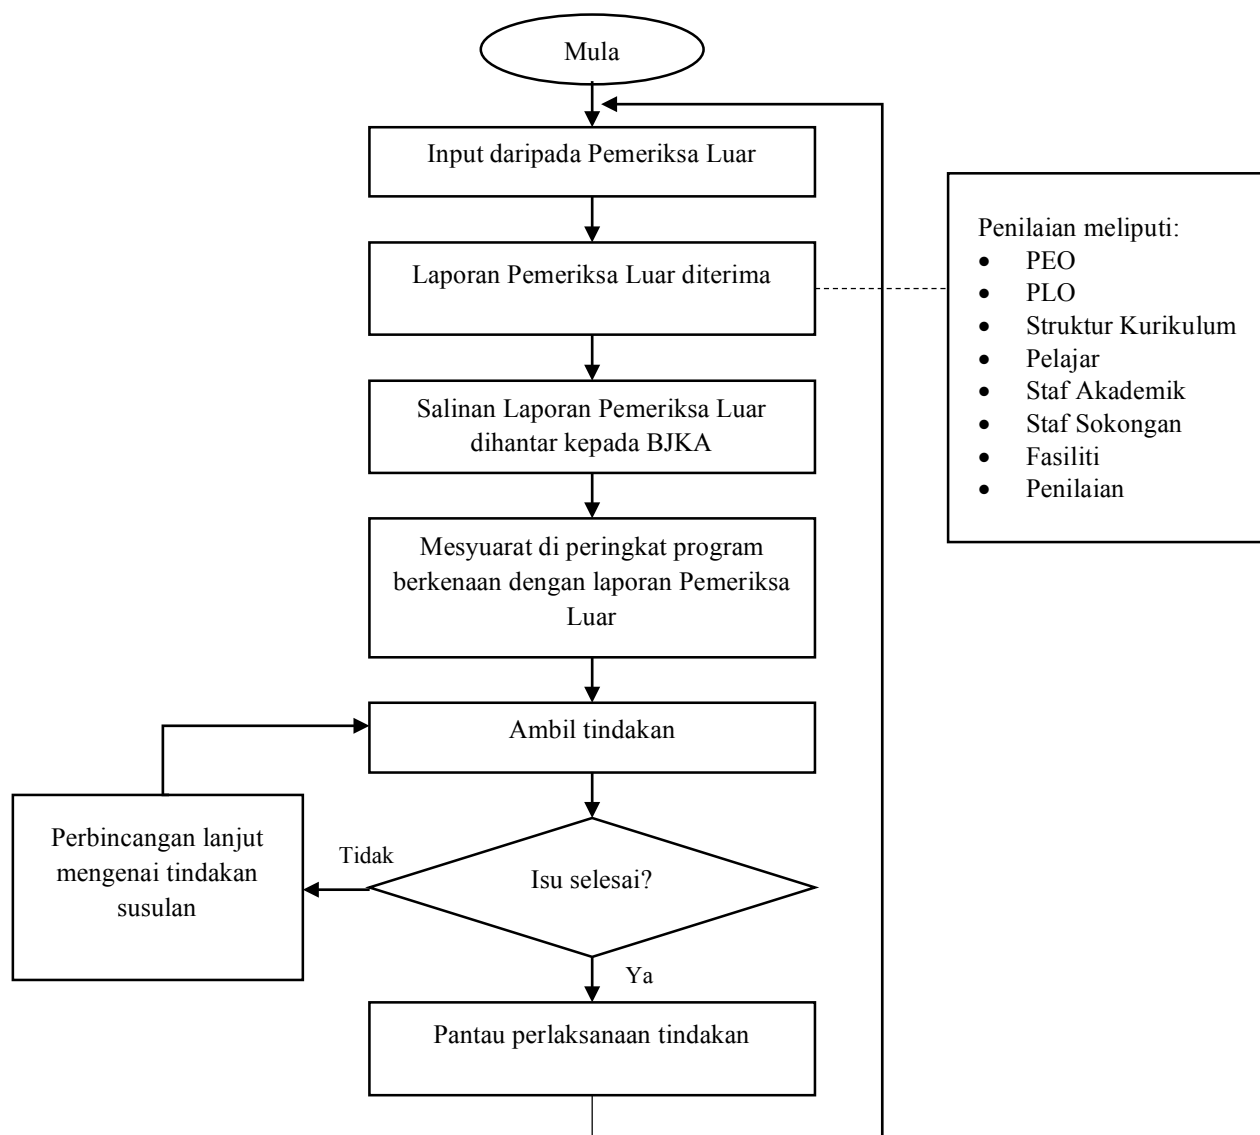 Mula
Input daripada Pemeriksa Luar
Laporan Pemeriksa Luar diterima
Penilaian meliputi:
• PEO
• PLO
• Struktur Kurikulum
• Pelajar
• Staf Akademik
• Staf Sokongan
• Fasiliti
• Penilaian
Salinan Laporan Pemeriksa Luar
dihantar kepada BJKA
Mesyuarat di peringkat program
berkenaan dengan laporan Pemeriksa
Luar
Ambil tindakan
Isu selesai?
Tidak
Perbincangan lanjut
mengenai tindakan
susulan
Ya
Pantau perlaksanaan tindakan